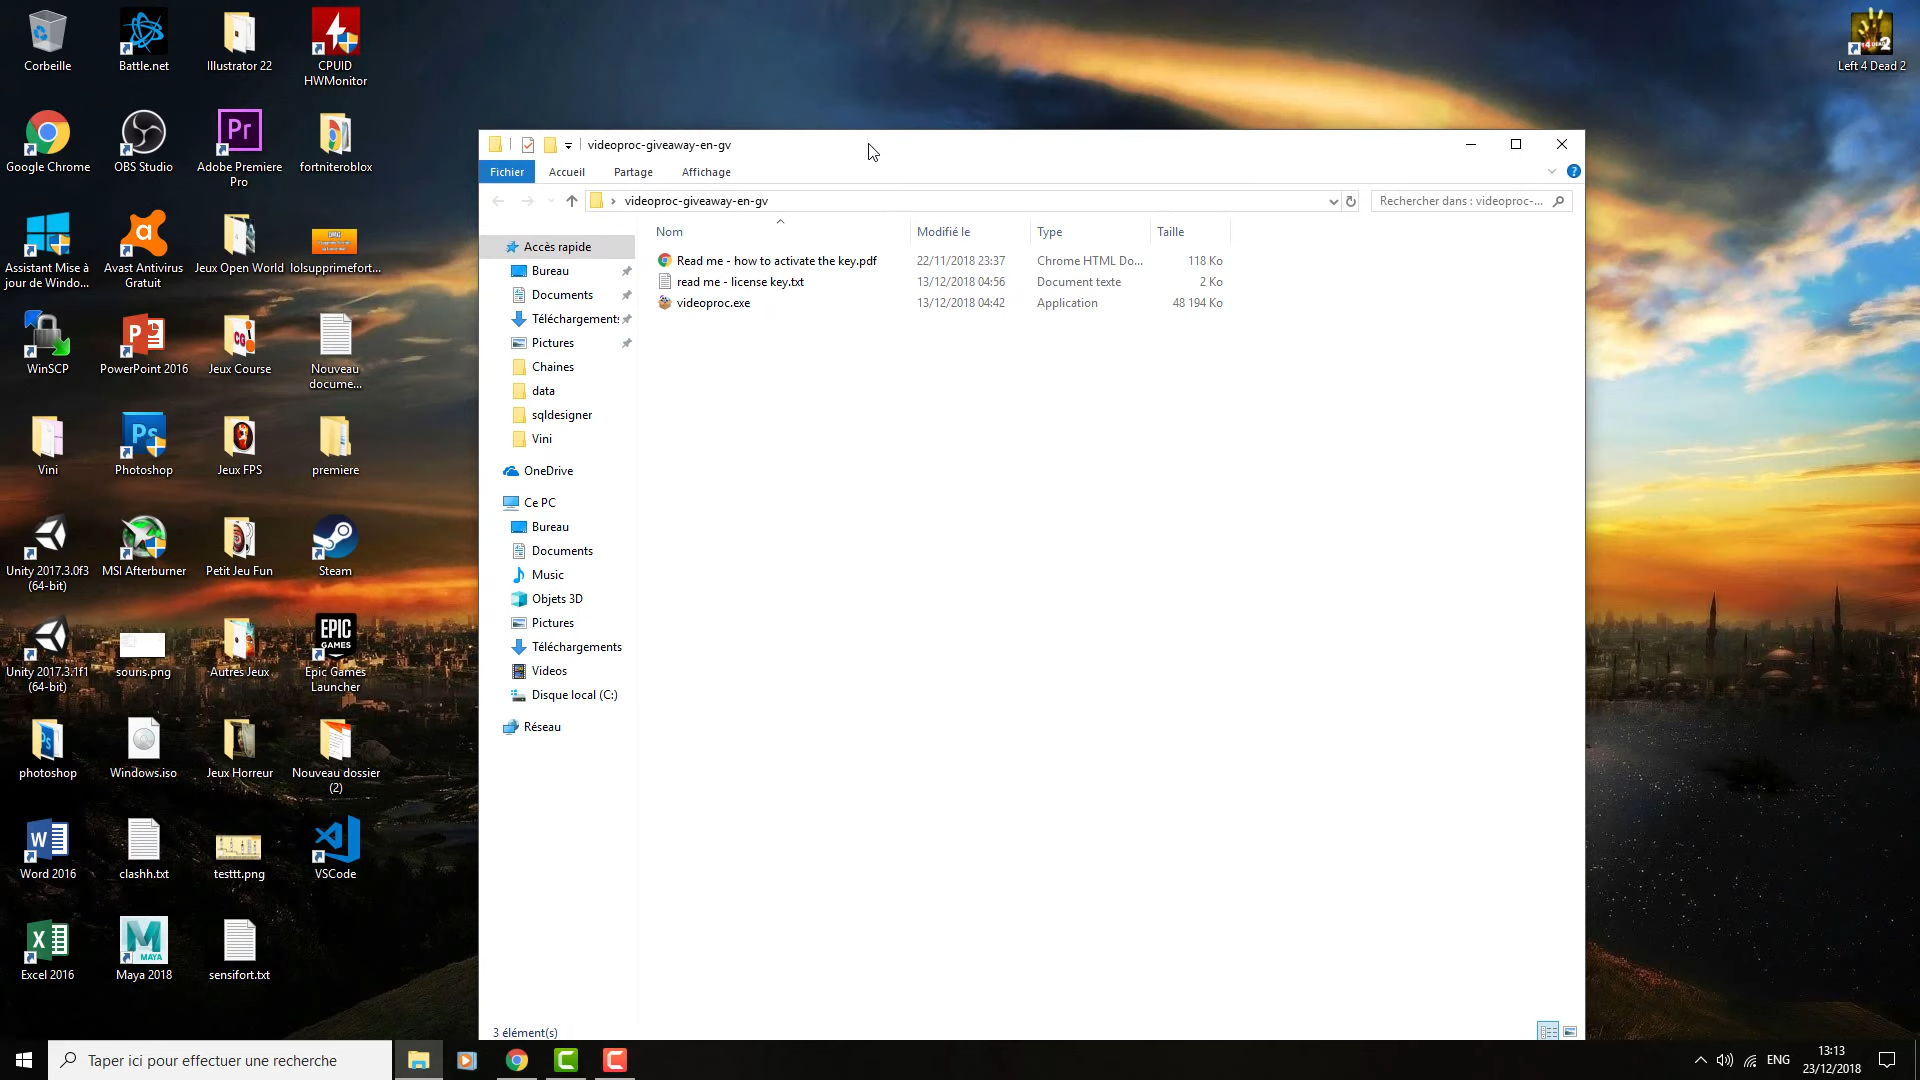 Corbeille
Battle.net
Illustrator 22
CPUID
HWMonitor
Left 4 Dead 2
Google Chrome
OBS Studio
Adobe Premiere
Pro
fortniteroblox
Assistant Mise à
jour de Windo...
Avast Antivirus
Gratuit
Jeux Open World
lolsupprimefort...
WinSCP
PowerPoint 2016
Jeux Course
Nouveau
docume...
Vini
Photoshop
Jeux FPS
premiere
Unity 2017.3.0f3
(64-bit)
MSI Afterburner
Petit Jeu Fun
Steam
EPIC
GAMES
Unity 2017.3.1f1
(64-bit)
souris.png
Autres Jeux
Epic Games
Launcher
photoshop
Windows.iso
Jeux Horreur
Nouveau dossier
(2)
Word 2016
clashh.txt
testtt.png
VSCode
Excel 2016
Maya 2018
sensifort.txt
videoproc-giveaway-en-gv
Fichier
Accueil
Partage
Affichage
videoproc-giveaway-en-gv
Rechercher dans : videoproc-...
Nom
Modifié le
Type
Taille
Read me - how to activate the key.pdf 22/11/2018 23:37 Chrome HTML Do... 118 Ko
read me - license key.txt 13/12/2018 04:56 Document texte 2 Ko
videoproc.exe 13/12/2018 04:42 Application 48 194 Ko
Accès rapide
Bureau
Documents
Téléchargements
Pictures
Chaines
data
sqldesigner
Vini
OneDrive
Ce PC
Bureau
Documents
Music
Objets 3D
Pictures
Téléchargements
Videos
Disque local (C:)
Réseau
3 élément(s)
Taper ici pour effectuer une recherche
ENG
13:13
23/12/2018